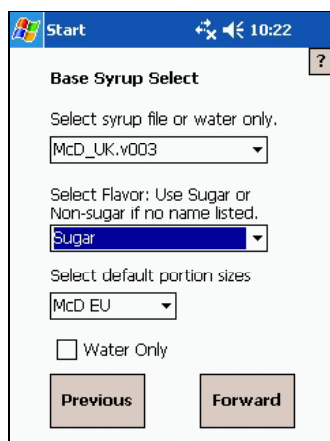 Start 10:22
?
Base Syrup Select
Select syrup file or water only.
McD_UK.v003
Select Flavor: Use Sugar or
Non-sugar if no name listed.
Sugar
Select default portion sizes
McD EU
Water Only
Previous Forward